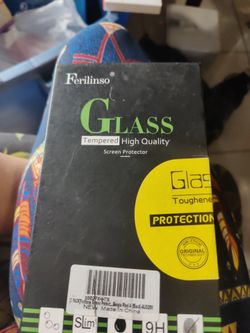 Ferilinso®
GLASS
Tempered High Quality
Screen Protector
Glas
Toughene
PROTECTION
ORIGINAL
NEW Made in China
Slim
9H